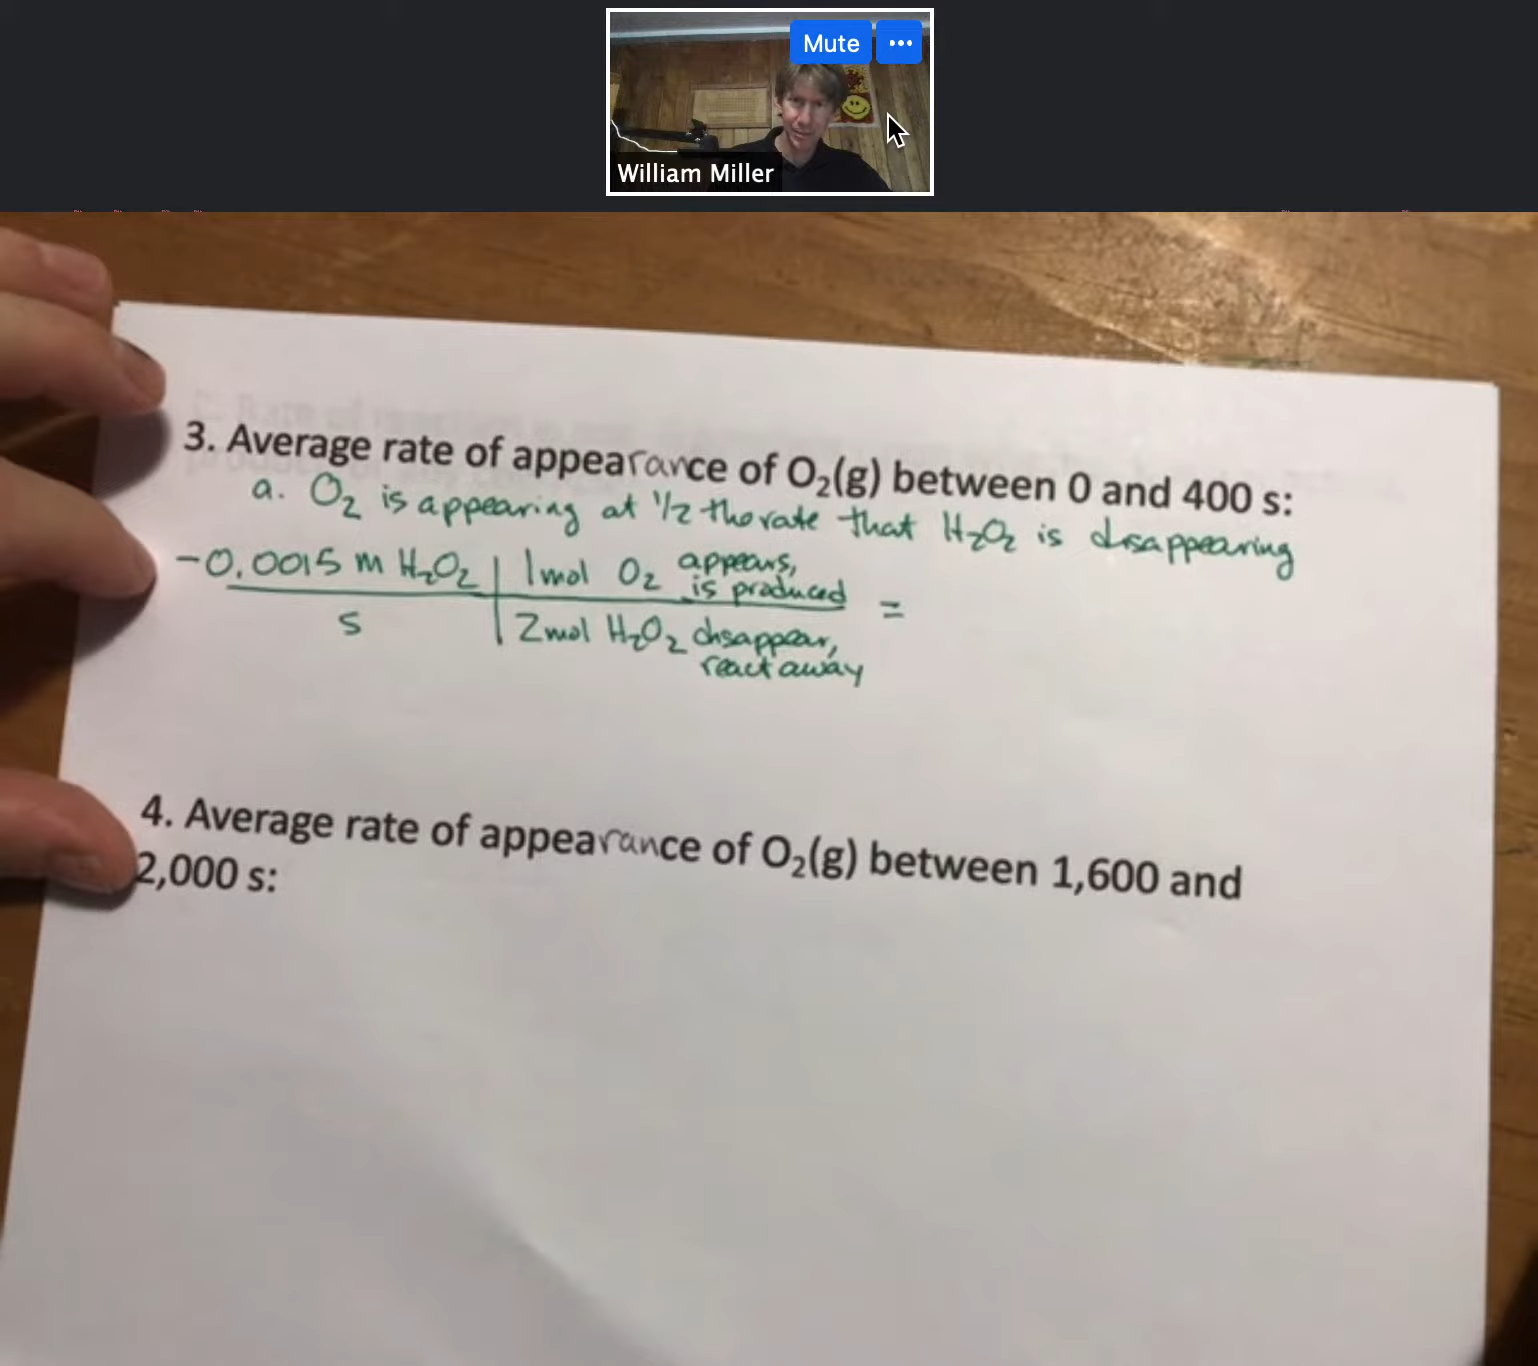 Mute
William Miller
3. Average rate of appearance of O₂(g) between 0 and 400 s:
a. O₂ is appearing at 1/2 the rate that H₂O₂ is disappearing
-0.0015 M H₂O₂ | 1 mol O₂ appears,
is produced =
s | 2 mol H₂O₂ disappear,
react away
4. Average rate of appearance of O₂(g) between 1,600 and
2,000 s: